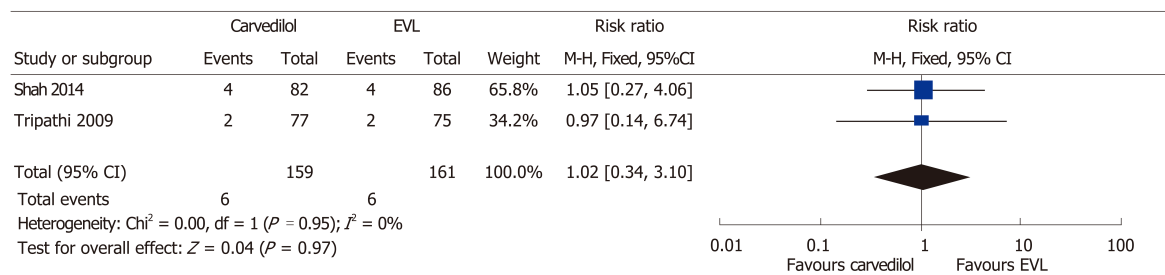 Carvedilol EVL Risk ratio Risk ratio
Study or subgroup Events Total Events Total Weight M-H, Fixed, 95%CI M-H, Fixed, 95% CI
Shah 2014 4 82 4 86 65.8% 1.05 [0.27, 4.06]
Tripathi 2009 2 77 2 75 34.2% 0.97 [0.14, 6.74]
Total (95% CI) 159 161 100.0% 1.02 [0.34, 3.10]
Total events 6 6
Heterogeneity: Chi² = 0.00, df = 1 (P = 0.95); I² = 0%
Test for overall effect: Z = 0.04 (P = 0.97)
0.01 0.1 1 10 100
Favours carvedilol Favours EVL